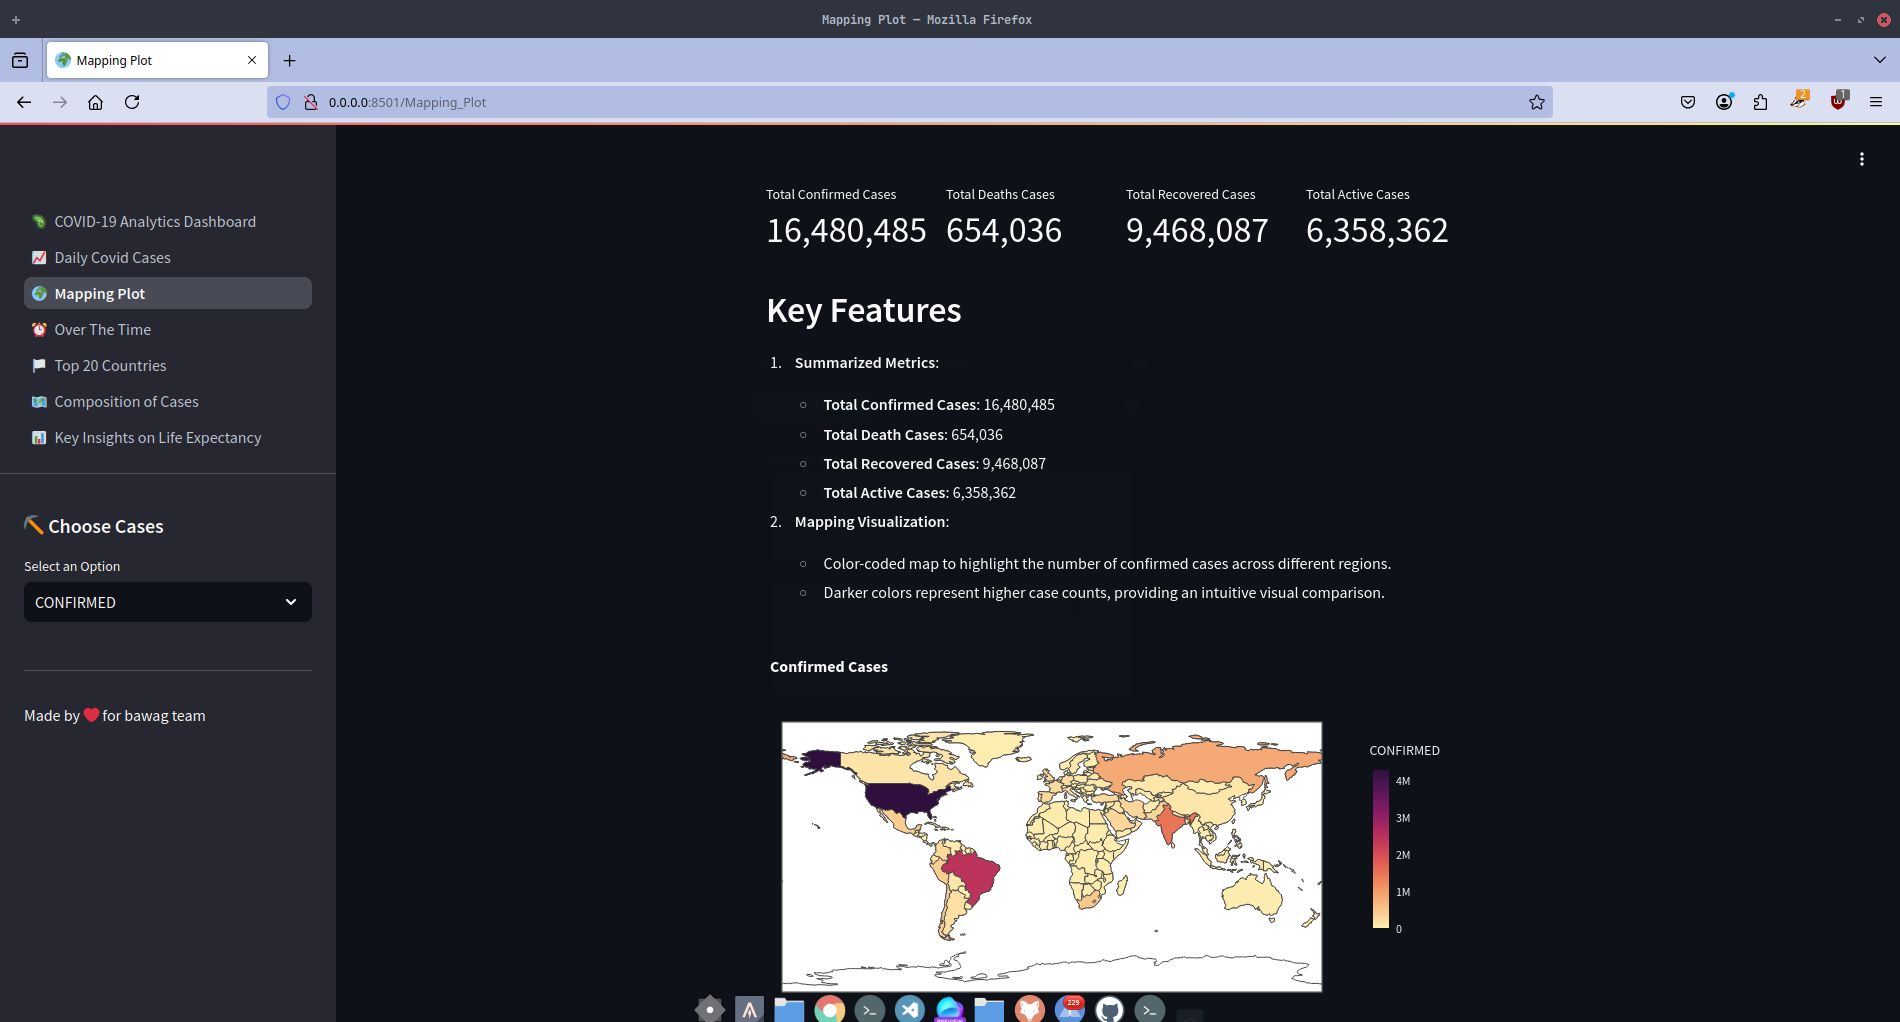 Mapping Plot — Mozilla Firefox
Mapping Plot
0.0.0.0:8501/Mapping_Plot
2
1
COVID-19 Analytics Dashboard
Daily Covid Cases
Mapping Plot
Over The Time
Top 20 Countries
Composition of Cases
Key Insights on Life Expectancy
Choose Cases
Select an Option
CONFIRMED
Made by ❤️ for bawag team
Total Confirmed Cases
16,480,485
Total Deaths Cases
654,036
Total Recovered Cases
9,468,087
Total Active Cases
6,358,362
Key Features
1. Summarized Metrics:
○ Total Confirmed Cases: 16,480,485
○ Total Death Cases: 654,036
○ Total Recovered Cases: 9,468,087
○ Total Active Cases: 6,358,362
2. Mapping Visualization:
○ Color-coded map to highlight the number of confirmed cases across different regions.
○ Darker colors represent higher case counts, providing an intuitive visual comparison.
Confirmed Cases
CONFIRMED
4M
3M
2M
1M
0
229